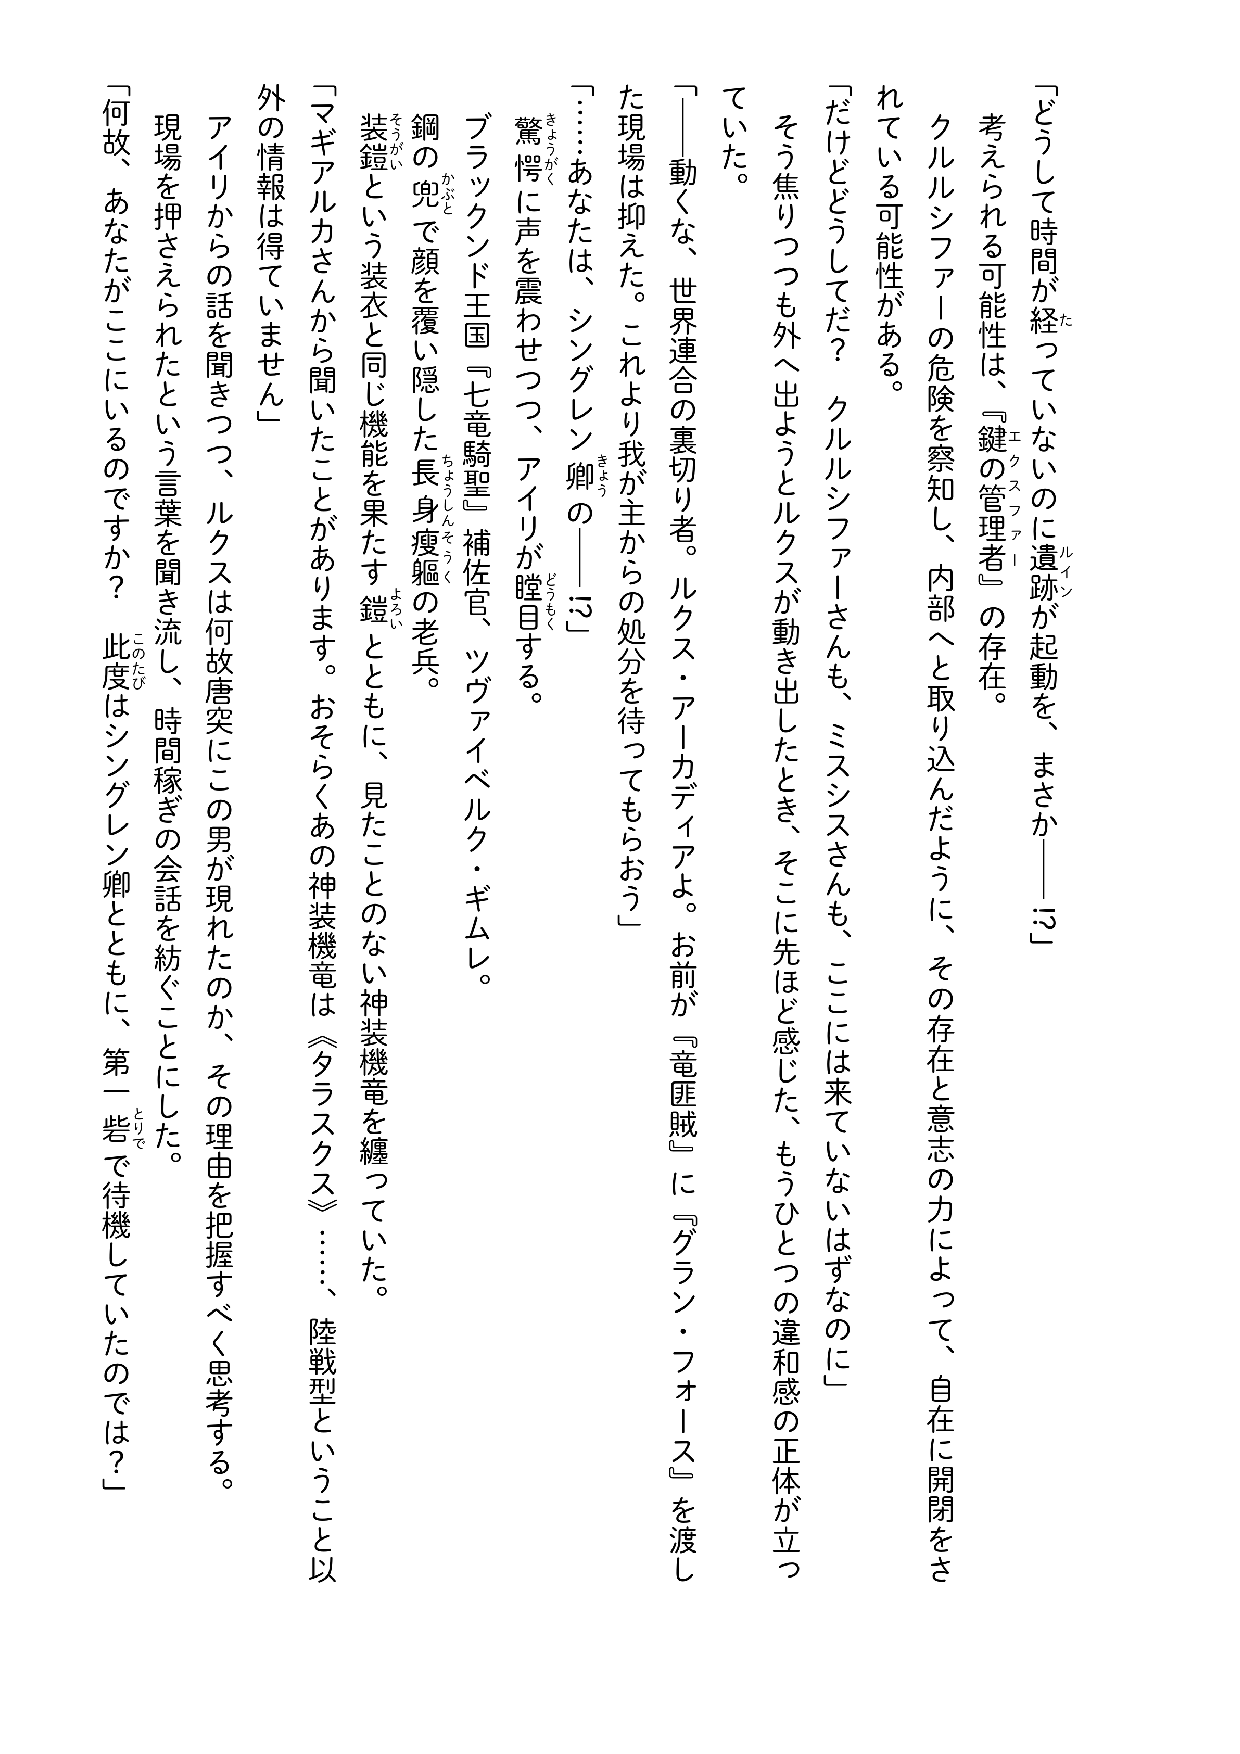 「どうして時間が経っていないのに遺跡が起動を、まさか――!?」
考えられる可能性は、『鍵の管理者』の存在。
クルルシファーの危険を察知し、内部へと取り込んだように、その存在と意志の力によって、自在に開閉をさ
れている可能性がある。
「だけどどうしてだ？　クルルシファーさんも、ミスシスさんも、ここには来ていないはずなのに」
そう焦りつつも外へ出ようとルクスが動き出したとき、そこに先ほど感じた、もうひとつの違和感の正体が立っ
ていた。
「――動くな、世界連合の裏切り者。ルクス・アーカディアよ。お前が『竜匪賊』に『グラン・フォース』を渡し
た現場は抑えた。これより我が主からの処分を待ってもらおう」
「……あなたは、シングレン卿の――!?」
驚愕に声を震わせつつ、アイリが瞠目する。
ブラックンド王国『七竜騎聖』補佐官、ツヴァイベルク・ギムレ。
鋼の兜で顔を覆い隠した長身痩躯の老兵。
装鎧という装衣と同じ機能を果たす鎧とともに、見たことのない神装機竜を纏っていた。
「マギアルカさんから聞いたことがあります。おそらくあの神装機竜は《タラスクス》……、陸戦型ということ以
外の情報は得ていません」
アイリからの話を聞きつつ、ルクスは何故唐突にこの男が現れたのか、その理由を把握すべく思考する。
現場を押さえられたという言葉を聞き流し、時間稼ぎの会話を紡ぐことにした。
「何故、あなたがここにいるのですか？　此度はシングレン卿とともに、第一砦で待機していたのでは？」